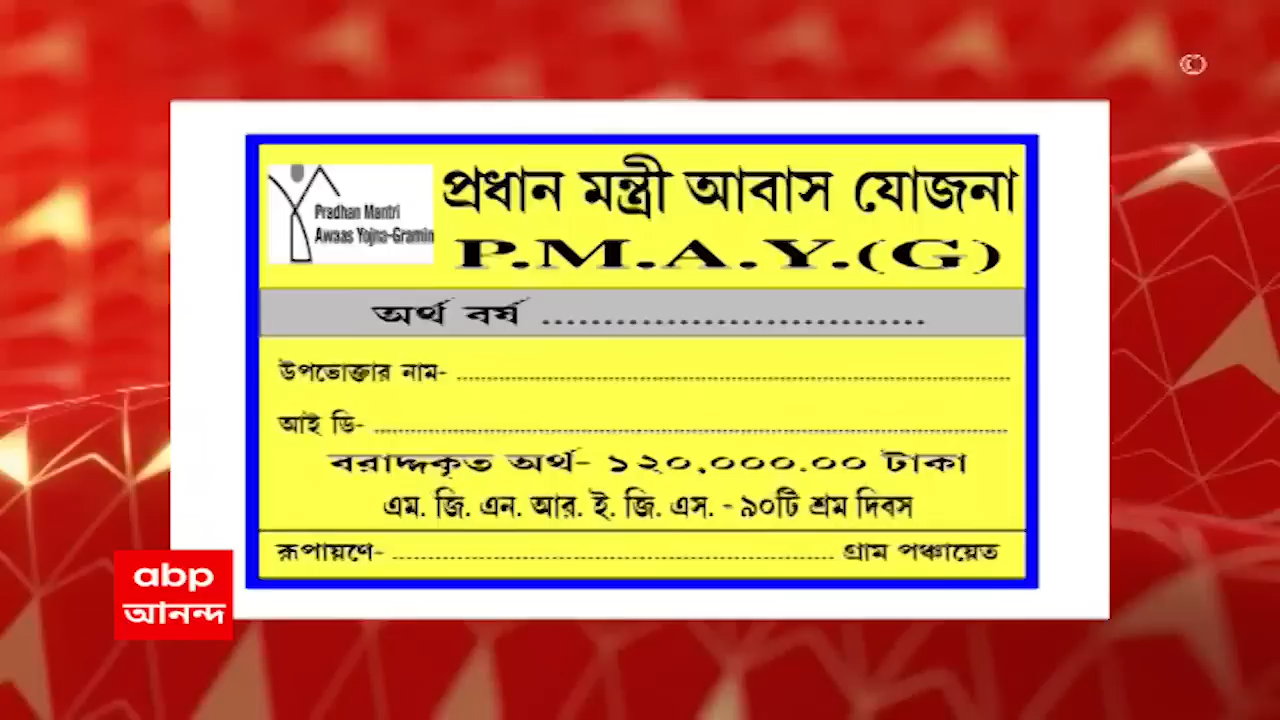 Pradhan Mantri
Awaas Yojna-Gramin
প্রধান মন্ত্রী আবাস যোজনা
P.M.A.Y.(G)
অর্থ বর্ষ ...............................
উপভোক্তার নাম- ...............................
আই ডি- ...............................
বরাদ্দকৃত অর্থ- ১২০,০০০.০০ টাকা
এম. জি. এন. আর. ই. জি. এস. - ৯০টি শ্রম দিবস
রূপায়ণে- ............................... গ্রাম পঞ্চায়েত
abp
আনন্দ